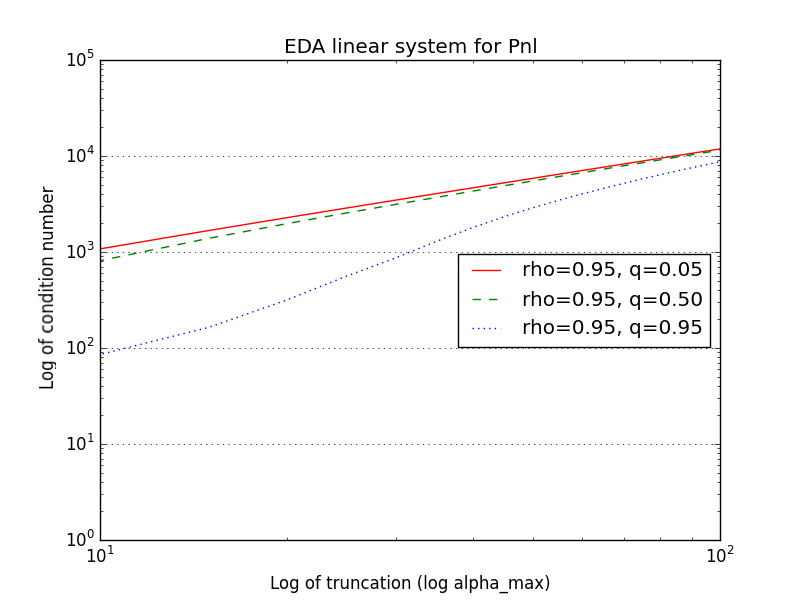 EDA linear system for Pnl
10^5
10^4
10^3
10^2
10^1
10^0
Log of condition number
rho=0.95, q=0.05
rho=0.95, q=0.50
rho=0.95, q=0.95
10^1 10^2
Log of truncation (log alpha_max)